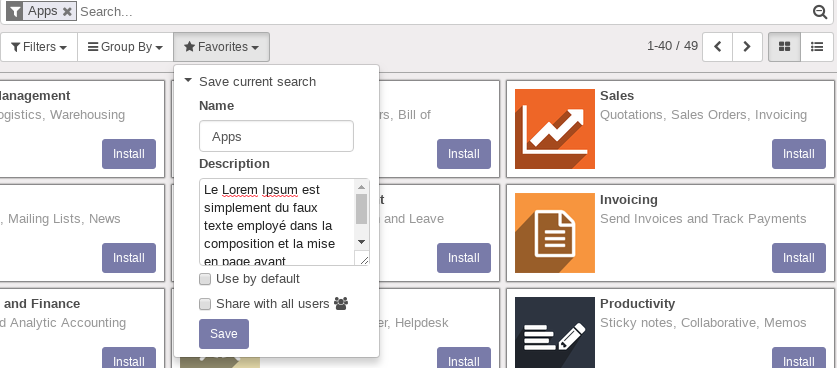 Apps
Search...
Filters
Group By
Favorites
1-40 / 49
Save current search
Name
Apps
Description
Le Lorem Ipsum est
simplement du faux
texte employé dans la
composition et la mise
en page avant
Use by default
Share with all users
Save
anagement
ogistics, Warehousing
Install
rs, Bill of
Install
Sales
Quotations, Sales Orders, Invoicing
Install
, Mailing Lists, News
Install
t
and Leave
Install
Invoicing
Send Invoices and Track Payments
Install
and Finance
d Analytic Accounting
Install
er, Helpdesk
Install
Productivity
Sticky notes, Collaborative, Memos
Install